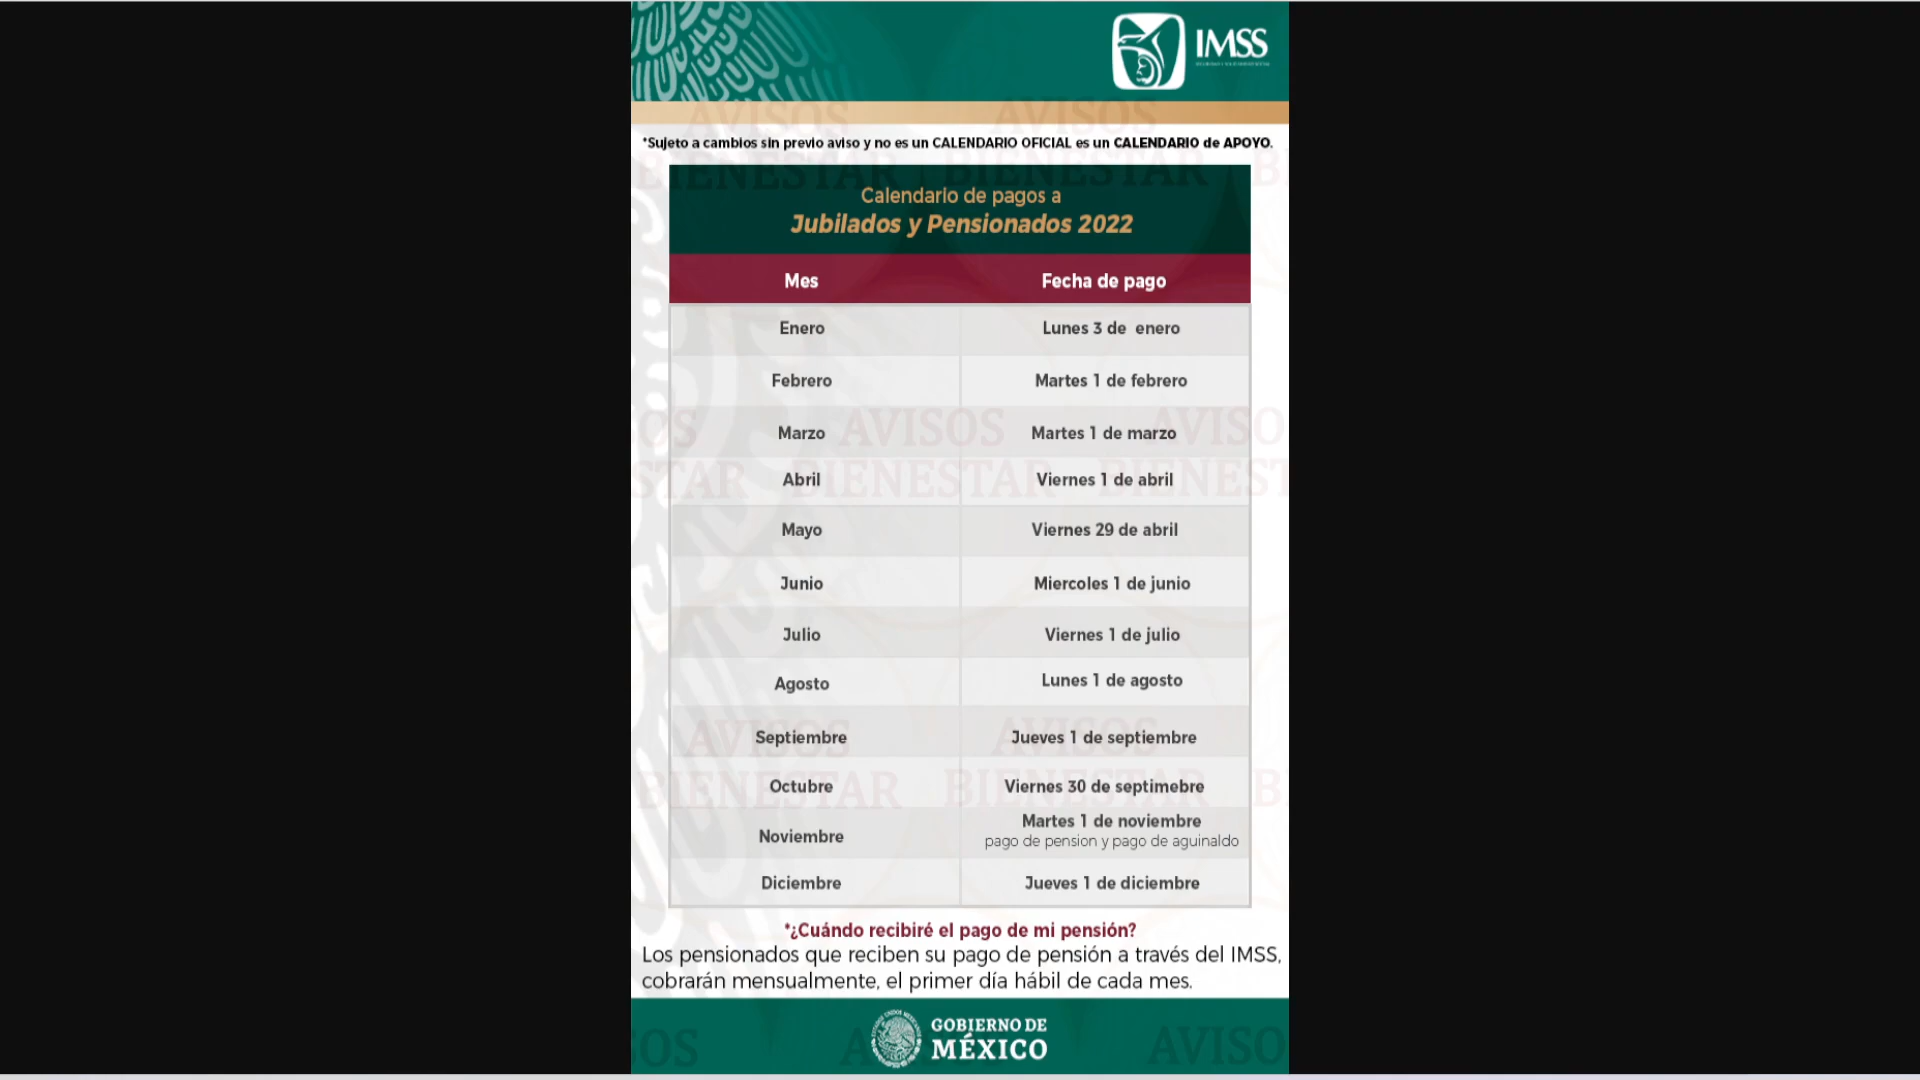 IMSS
*Sujeto a cambios sin previo aviso y no es un CALENDARIO OFICIAL es un CALENDARIO de APOYO.
Calendario de pagos a
Jubilados y Pensionados 2022
Mes Fecha de pago
Enero Lunes 3 de enero
Febrero Martes 1 de febrero
Marzo Martes 1 de marzo
Abril Viernes 1 de abril
Mayo Viernes 29 de abril
Junio Miercoles 1 de junio
Julio Viernes 1 de julio
Agosto Lunes 1 de agosto
Septiembre Jueves 1 de septiembre
Octubre Viernes 30 de septimebre
Noviembre Martes 1 de noviembre
pago de pension y pago de aguinaldo
Diciembre Jueves 1 de diciembre
*¿Cuándo recibiré el pago de mi pensión?
Los pensionados que reciben su pago de pensión a través del IMSS,
cobrarán mensualmente, el primer día hábil de cada mes.
GOBIERNO DE
MÉXICO
AVISOS
BIENESTAR